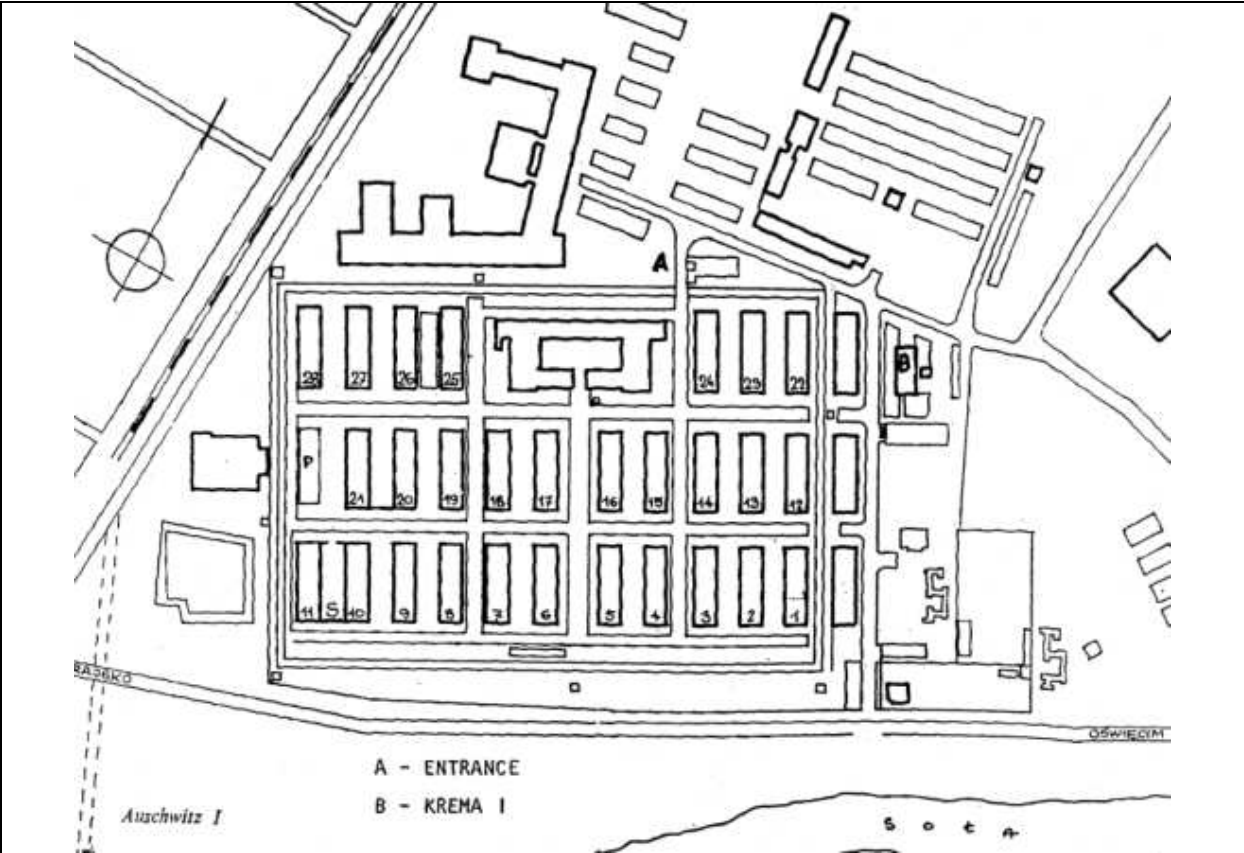 A
B
28 27 26 25 24 23 22
P 21 20 19 18 17 16 15 14 13 12
11 S 10 9 8 7 6 5 4 3 2 1
RAJSKO
OŚWIĘCIM
A - ENTRANCE
B - KREMA I
Auschwitz I
S o ł a